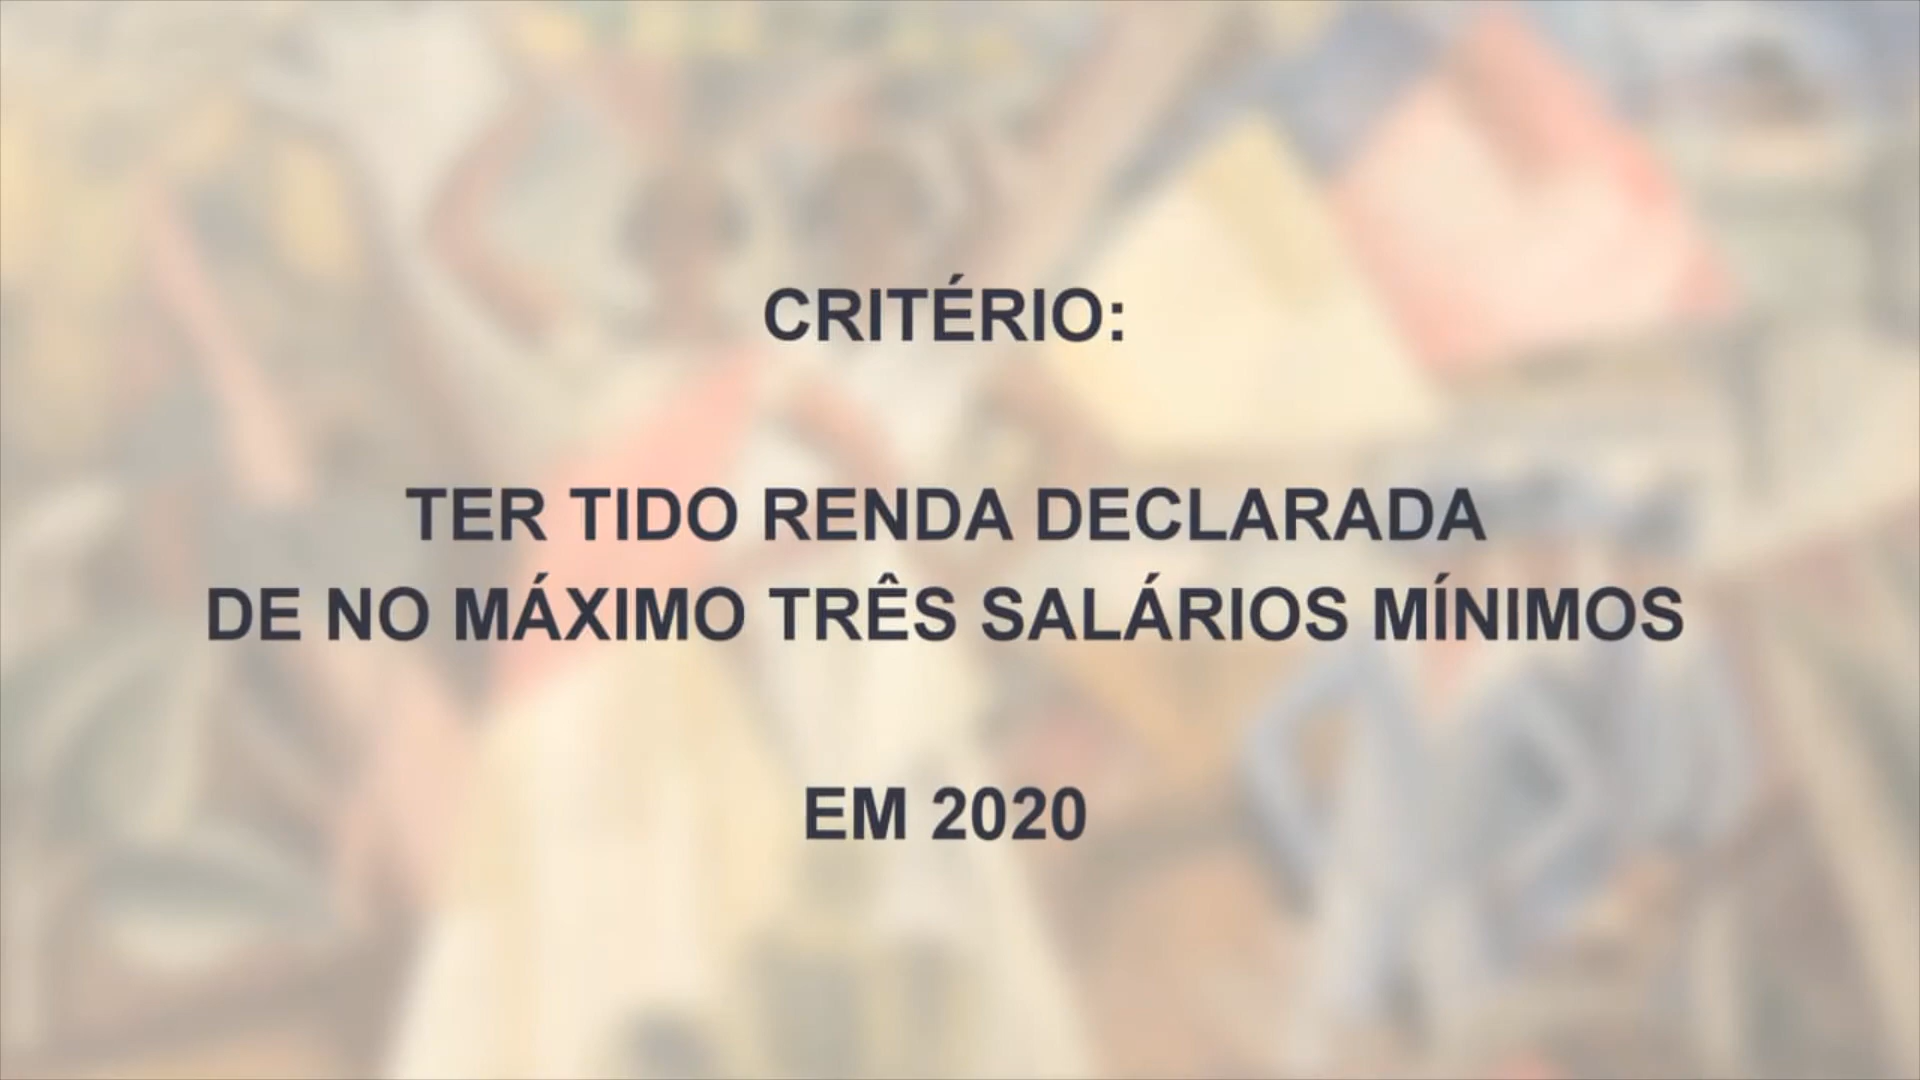 CRITÉRIO:
TER TIDO RENDA DECLARADA
DE NO MÁXIMO TRÊS SALÁRIOS MÍNIMOS
EM 2020